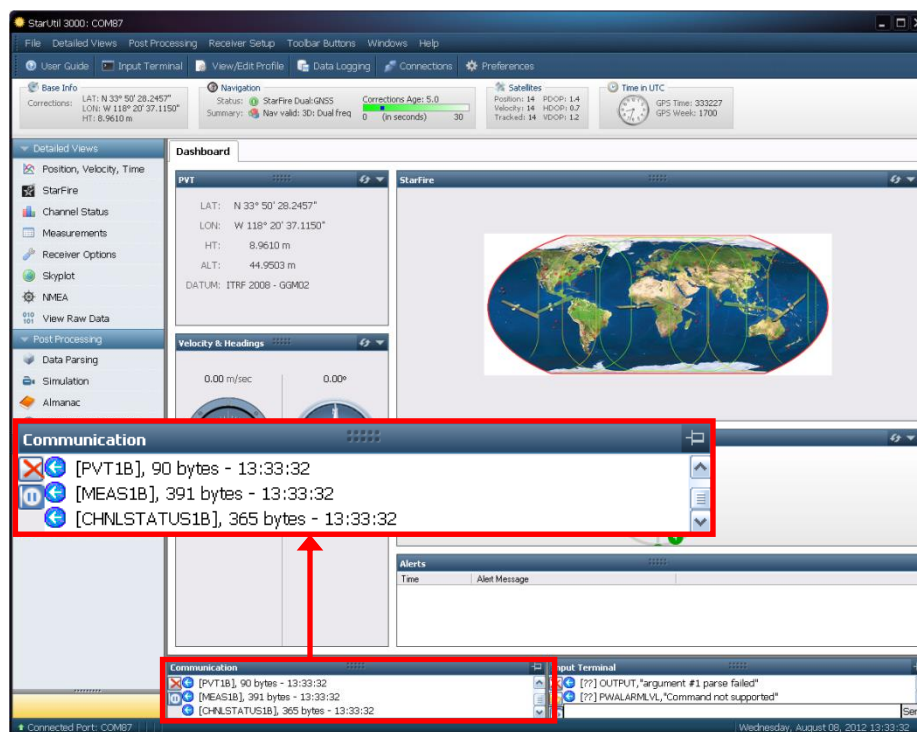 StarUtil 3000: COM87
File Detailed Views Post Processing Receiver Setup Toolbar Buttons Windows Help
User Guide Input Terminal View/Edit Profile Data Logging Connections Preferences
Base Info
Corrections: LAT: N 33° 50' 28.2457"
LON: W 118° 20' 37.1150"
HT: 8.9610 m
Navigation
Status: StarFire Dual:GNSS
Summary: Nav valid: 3D: Dual freq
Corrections Age: 5.0
0 (in seconds) 30
Satellites
Position: 14 PDOP: 1.4
Velocity: 14 HDOP: 0.7
Tracked: 14 VDOP: 1.2
Time in UTC
GPS Time: 333227
GPS Week: 1700
Detailed Views
Position, Velocity, Time
StarFire
Channel Status
Measurements
Receiver Options
Skyplot
NMEA
View Raw Data
Post Processing
Data Parsing
Simulation
Almanac
Dashboard
PVT
LAT: N 33° 50' 28.2457"
LON: W 118° 20' 37.1150"
HT: 8.9610 m
ALT: 44.9503 m
DATUM: ITRF 2008 - GGM02
StarFire
Velocity & Headings
0.00 m/sec 0.00°
Communication
[PVT1B], 90 bytes - 13:33:32
[MEAS1B], 391 bytes - 13:33:32
[CHNLSTATUS1B], 365 bytes - 13:33:32
Alerts
Time Alert Message
Communication
[PVT1B], 90 bytes - 13:33:32
[MEAS1B], 391 bytes - 13:33:32
[CHNLSTATUS1B], 365 bytes - 13:33:32
Input Terminal
[??] OUTPUT,"argument #1 parse failed"
[??] PWALARMLVL,"Command not supported"
Connected Port: COM87
Wednesday, August 08, 2012 13:33:32